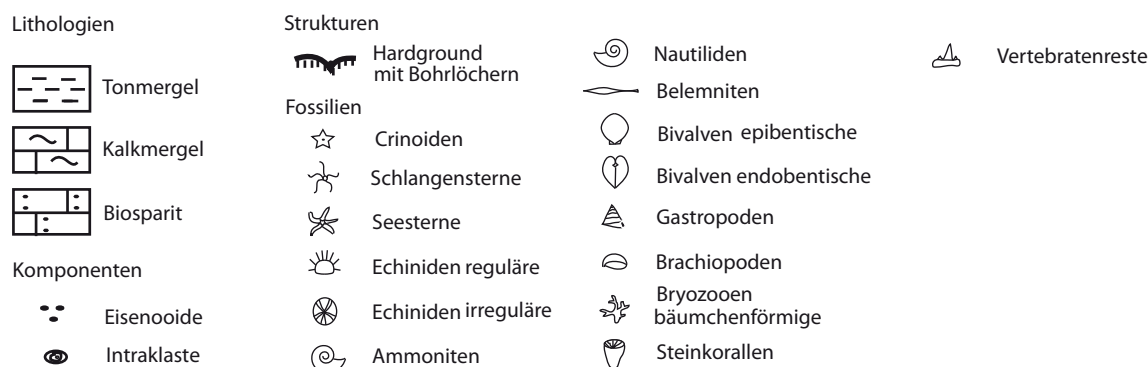 Lithologien
Tonmergel
Kalkmergel
Biosparit
Komponenten
Eisenooide
Intraklaste
Strukturen
Hardground
mit Bohrlöchern
Fossilien
Crinoiden
Schlangensterne
Seesterne
Echiniden reguläre
Echiniden irreguläre
Ammoniten
Nautiliden
Belemniten
Bivalven epibentische
Bivalven endobentische
Gastropoden
Brachiopoden
Bryozooen
bäumchenförmige
Steinkorallen
Vertebratenreste